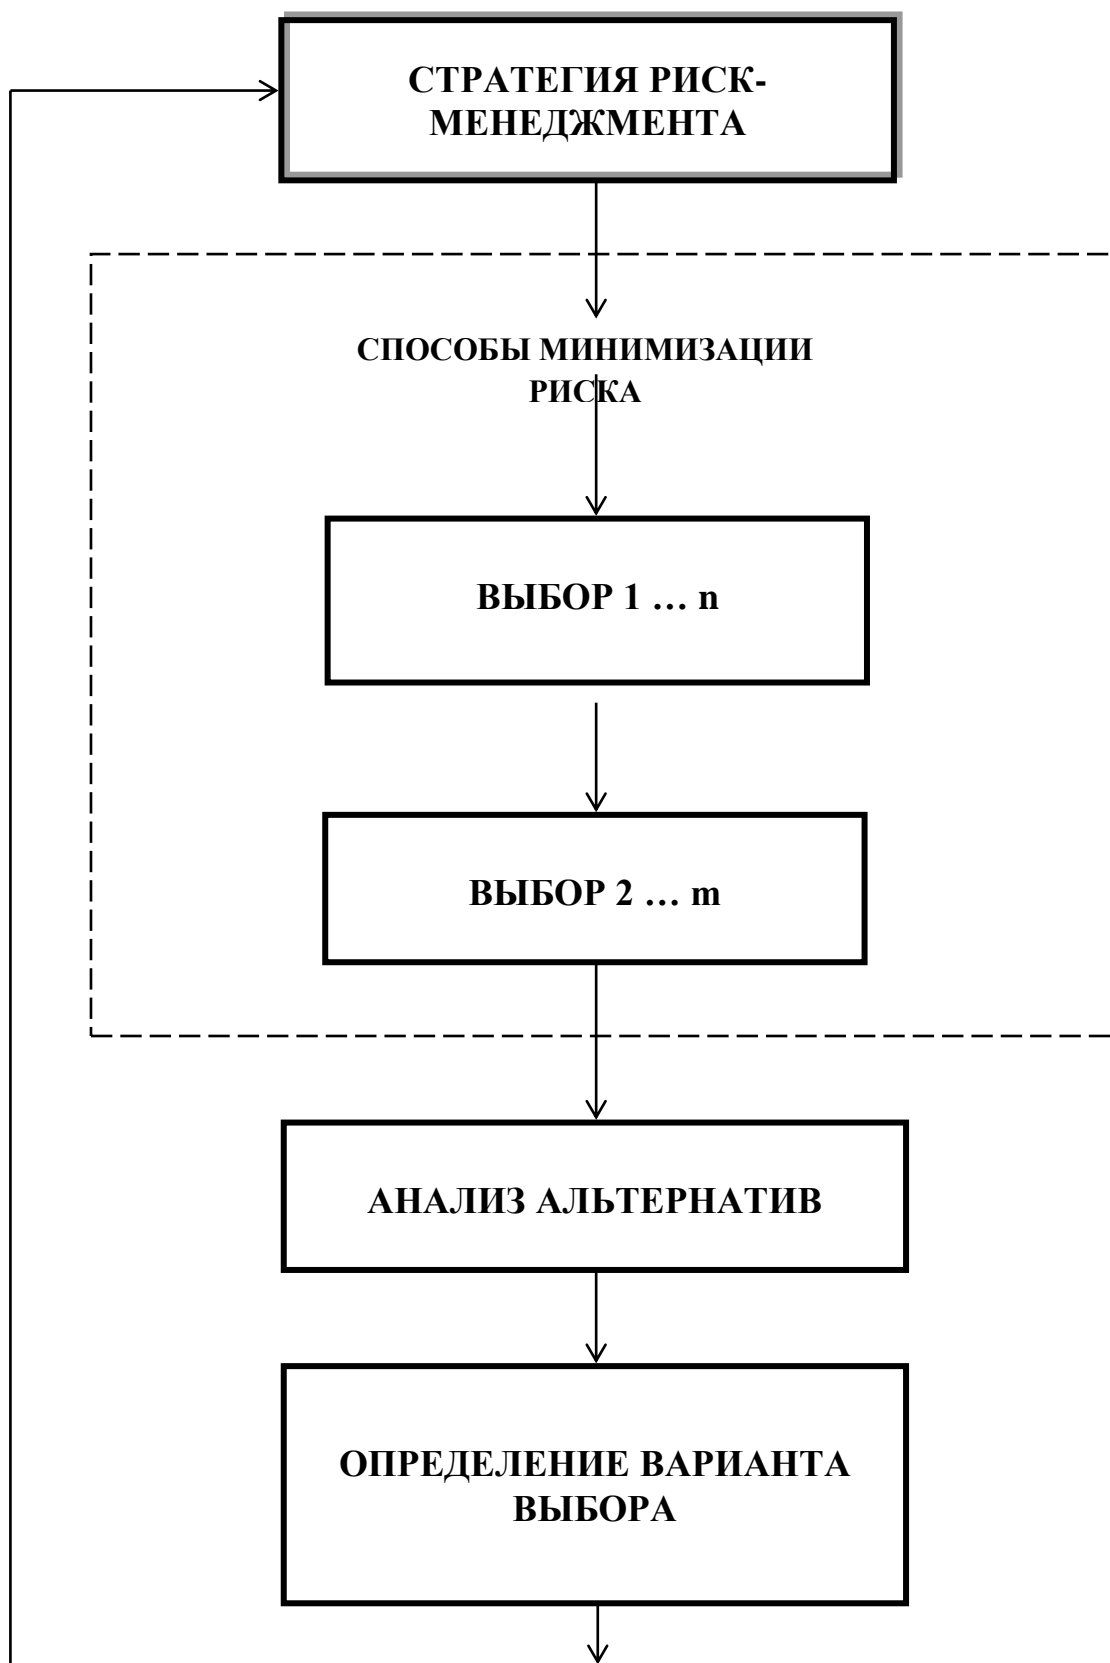 СТРАТЕГИЯ РИСК-
МЕНЕДЖМЕНТА
СПОСОБЫ МИНИМИЗАЦИИ
РИСКА
ВЫБОР 1 … n
ВЫБОР 2 … m
АНАЛИЗ АЛЬТЕРНАТИВ
ОПРЕДЕЛЕНИЕ ВАРИАНТА
ВЫБОРА